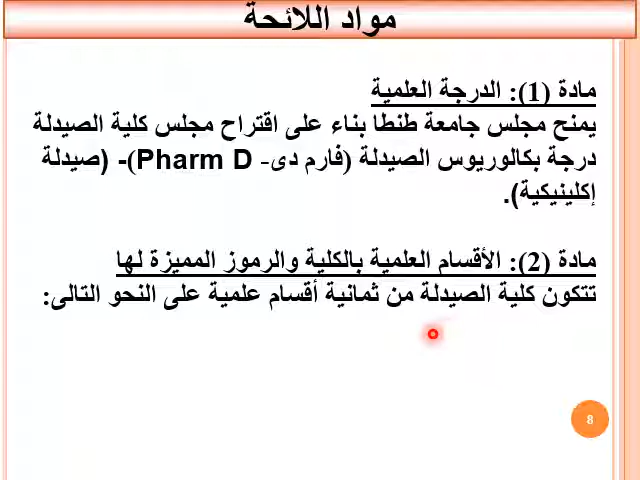 مواد اللائحة
مادة (1): الدرجة العلمية
يمنح مجلس جامعة طنطا بناء على اقتراح مجلس كلية الصيدلة
درجة بكالوريوس الصيدلة (فارم دى- Pharm D)- (صيدلة
إكلينيكية).
مادة (2): الأقسام العلمية بالكلية والرموز المميزة لها
تتكون كلية الصيدلة من ثمانية أقسام علمية على النحو التالى:
8